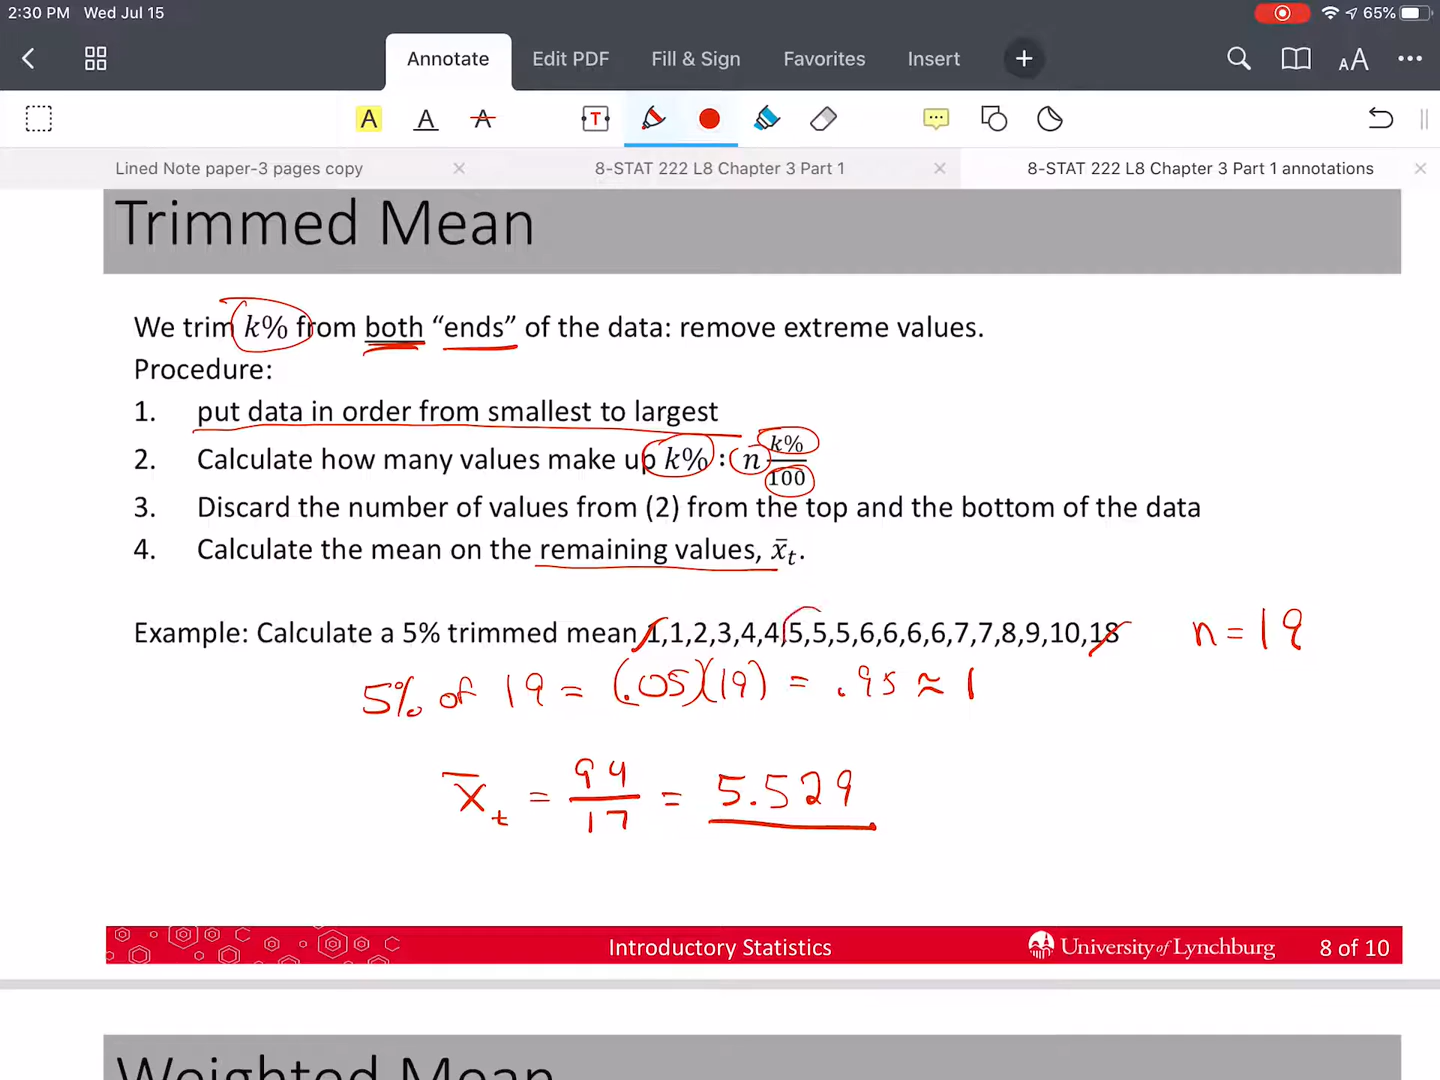 2:30 PM Wed Jul 15 65%
Annotate Edit PDF Fill & Sign Favorites Insert
Lined Note paper-3 pages copy 8-STAT 222 L8 Chapter 3 Part 1 8-STAT 222 L8 Chapter 3 Part 1 annotations
Trimmed Mean
We trim k% from both “ends” of the data: remove extreme values.
Procedure:
1. put data in order from smallest to largest
2. Calculate how many values make up k% : n k%/100
3. Discard the number of values from (2) from the top and the bottom of the data
4. Calculate the mean on the remaining values, x̄t.
Example: Calculate a 5% trimmed mean 1,1,2,3,4,4,5,5,5,6,6,6,6,7,7,8,9,10,18 n = 19
5% of 19 = (.05)(19) = .95 ≈ 1
x̄t = 94/17 = 5.529
Introductory Statistics University of Lynchburg 8 of 10
Weighted Mean